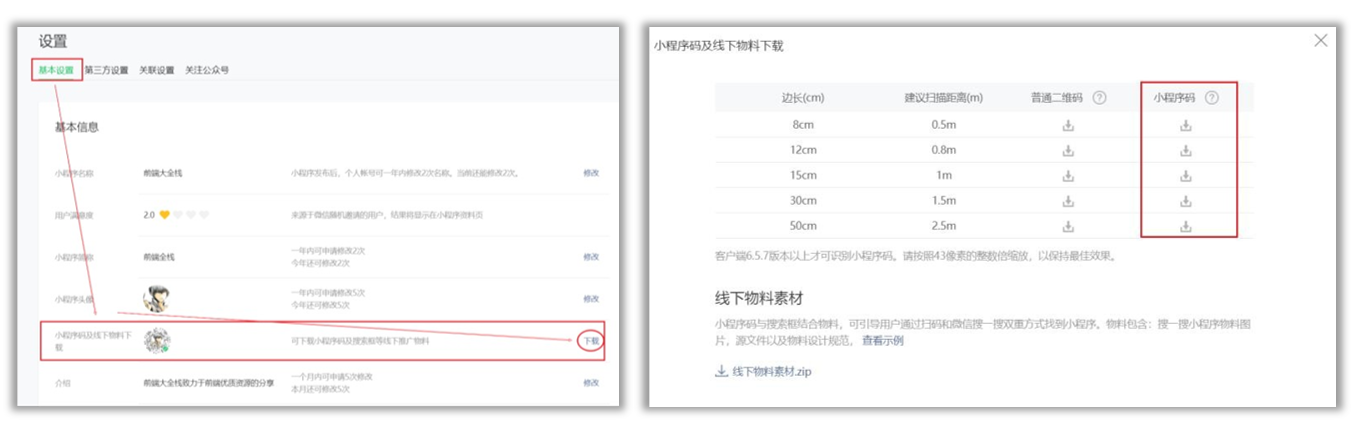 设置
基本设置 第三方设置 关联设置 关注公众号
基本信息
小程序名称 前端大全栈 小程序发布后，个人帐号可一年内修改2次名称。当前还能修改2次。 修改
用户满意度 2.0 来源于微信随机邀请的用户，结果将显示在小程序资料页
小程序简称 前端全栈 一年内可申请修改2次
今年还可修改2次 修改
小程序头像 一年内可申请修改5次
今年还可修改5次 修改
小程序码及线下物料下
载 可下载小程序码及搜索框等线下推广物料 下载
介绍 前端大全栈致力于前端优质资源的分享 一个月内可申请5次修改
本月还可修改5次 修改
小程序码及线下物料下载
边长(cm) 建议扫描距离(m) 普通二维码 ? 小程序码 ?
8cm 0.5m
12cm 0.8m
15cm 1m
30cm 1.5m
50cm 2.5m
客户端6.5.7版本以上才可识别小程序码。请按照43像素的整数倍缩放，以保持最佳效果。
线下物料素材
小程序码与搜索框结合物料，可引导用户通过扫码和微信搜一搜双重方式找到小程序。物料包含：搜一搜小程序物料图
片，源文件以及物料设计规范， 查看示例
线下物料素材.zip